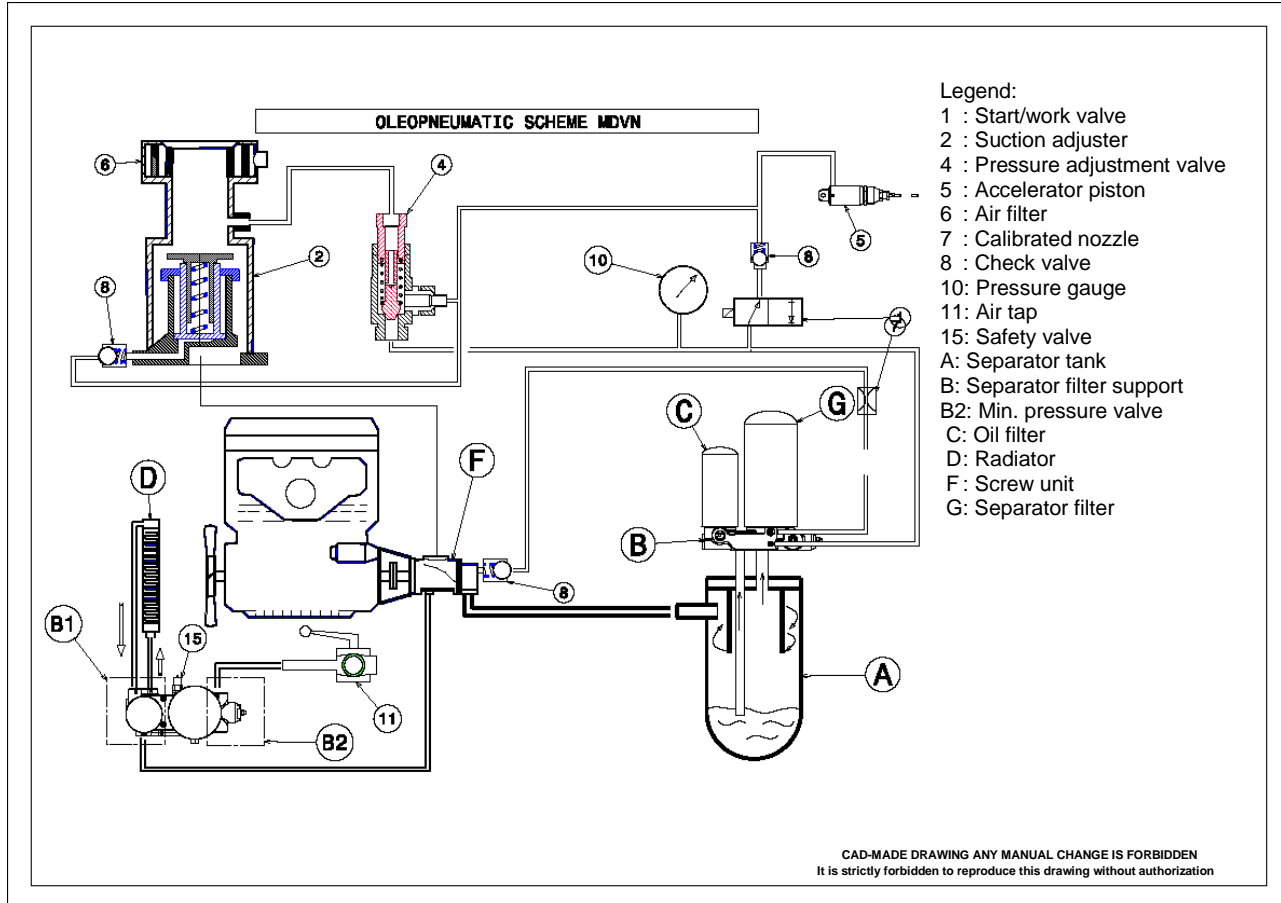 OLEOPNEUMATIC SCHEME MDVN
Legend:
1 : Start/work valve
2 : Suction adjuster
4 : Pressure adjustment valve
5 : Accelerator piston
6 : Air filter
7 : Calibrated nozzle
8 : Check valve
10: Pressure gauge
11: Air tap
15: Safety valve
A: Separator tank
B: Separator filter support
B2: Min. pressure valve
C: Oil filter
D: Radiator
F: Screw unit
G: Separator filter
6
4
5
2
10
8
8
1
7
G
C
F
D
B
8
B1
15
A
11
B2
CAD-MADE DRAWING ANY MANUAL CHANGE IS FORBIDDEN
It is strictly forbidden to reproduce this drawing without authorization